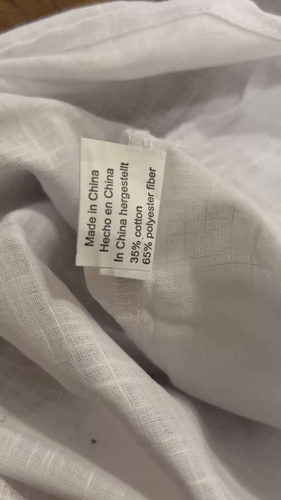 Made in China
Hecho en China
In China hergestellt
35% cotton
65% polyester fiber